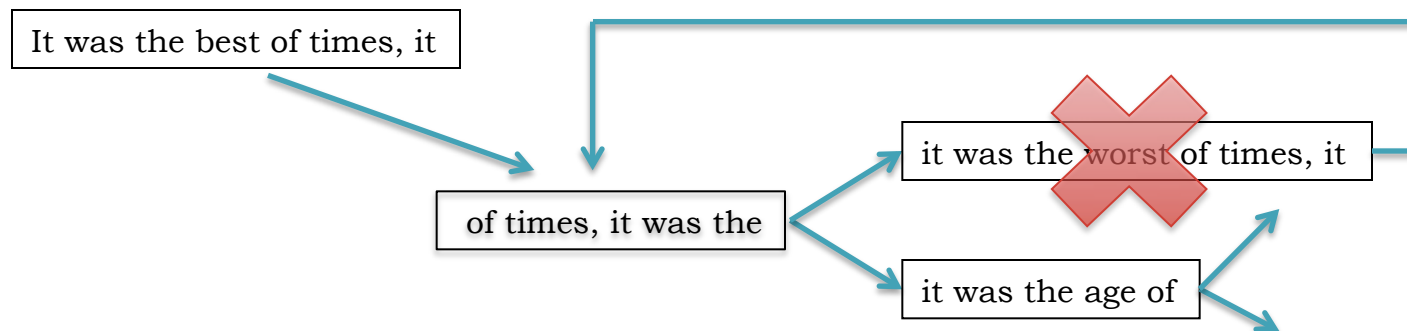 It was the best of times, it
it was the worst of times, it
of times, it was the
it was the age of